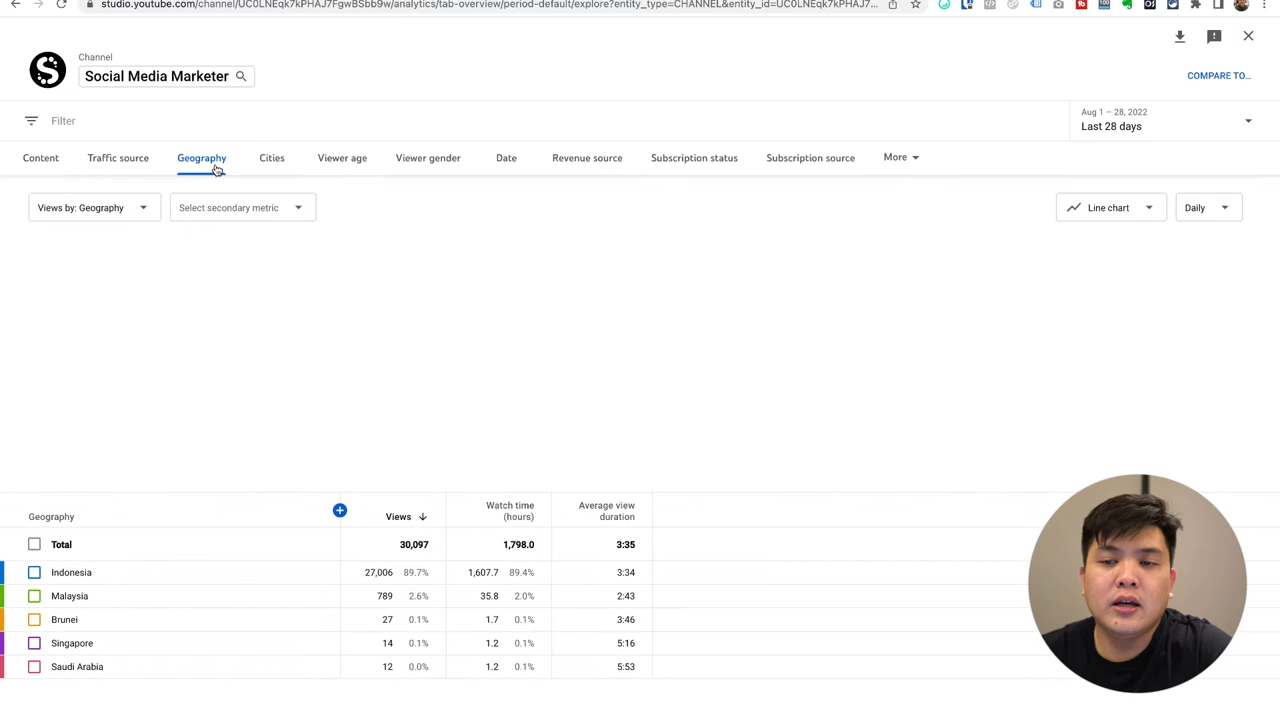 studio.youtube.com/channel/UC0LNEqk7kPHAJ7FgwBSbb9w/analytics/tab-overview/period-default/explore?entity_type=CHANNEL&entity_id=UC0LNEqk7kPHAJ7...
Channel
Social Media Marketer
COMPARE TO...
Filter
Aug 1 – 28, 2022
Last 28 days
Content Traffic source Geography Cities Viewer age Viewer gender Date Revenue source Subscription status Subscription source More
Views by: Geography Select secondary metric Line chart Daily
Geography Views Watch time (hours) Average view duration
Total 30,097 1,798.0 3:35
Indonesia 27,006 89.7% 1,607.7 89.4% 3:34
Malaysia 789 2.6% 35.8 2.0% 2:43
Brunei 27 0.1% 1.7 0.1% 3:46
Singapore 14 0.1% 1.2 0.1% 5:16
Saudi Arabia 12 0.0% 1.2 0.1% 5:53